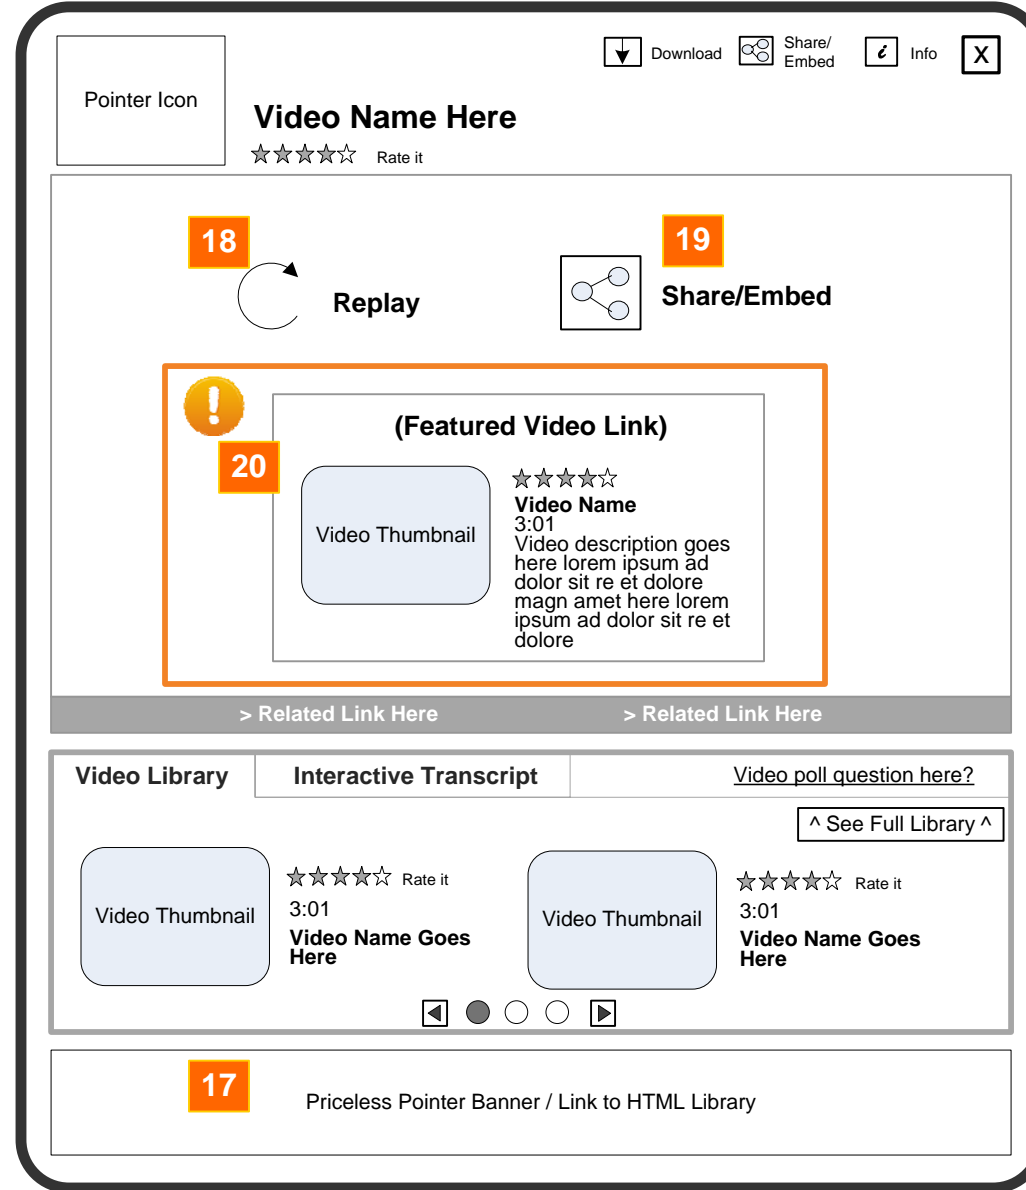 Download
Share/
Embed
i
Info
X
Pointer Icon
Video Name Here
Rate it
18
Replay
19
Share/Embed
!
20
(Featured Video Link)
Video Thumbnail
Video Name
3:01
Video description goes
here lorem ipsum ad
dolor sit re et dolore
magn amet here lorem
ipsum ad dolor sit re et
dolore
> Related Link Here
> Related Link Here
Video Library
Interactive Transcript
Video poll question here?
^ See Full Library ^
Video Thumbnail
Rate it
3:01
Video Name Goes
Here
Video Thumbnail
Rate it
3:01
Video Name Goes
Here
17
Priceless Pointer Banner / Link to HTML Library